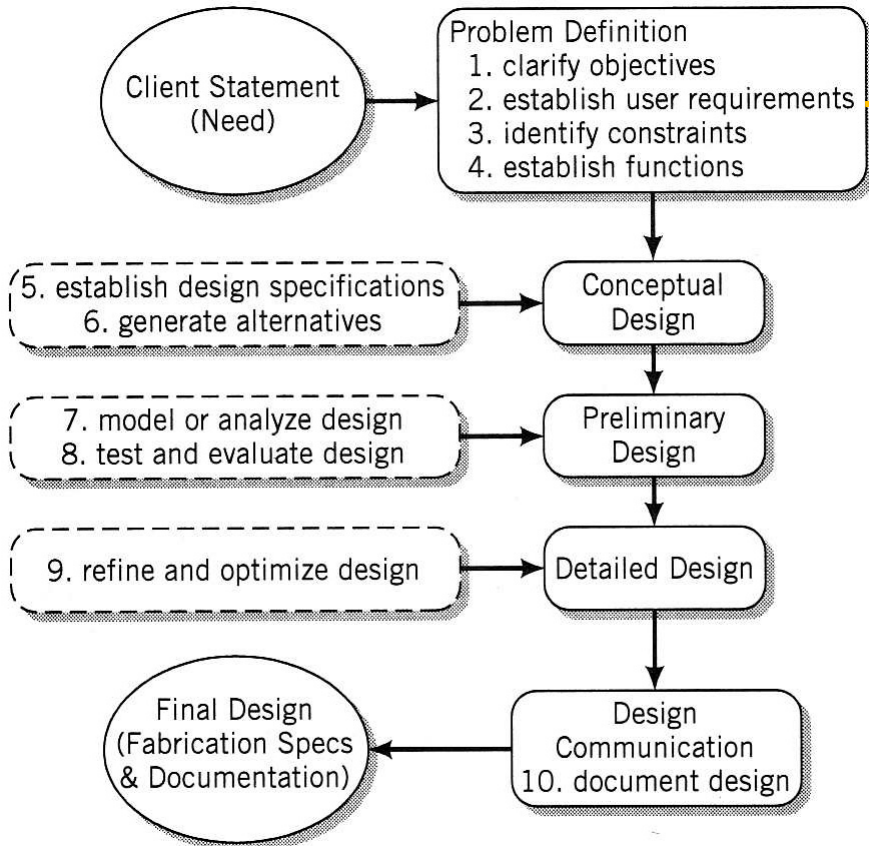 Client Statement
(Need)
Problem Definition
1. clarify objectives
2. establish user requirements
3. identify constraints
4. establish functions
5. establish design specifications
6. generate alternatives
Conceptual
Design
7. model or analyze design
8. test and evaluate design
Preliminary
Design
9. refine and optimize design
Detailed Design
Design
Communication
10. document design
Final Design
(Fabrication Specs
& Documentation)